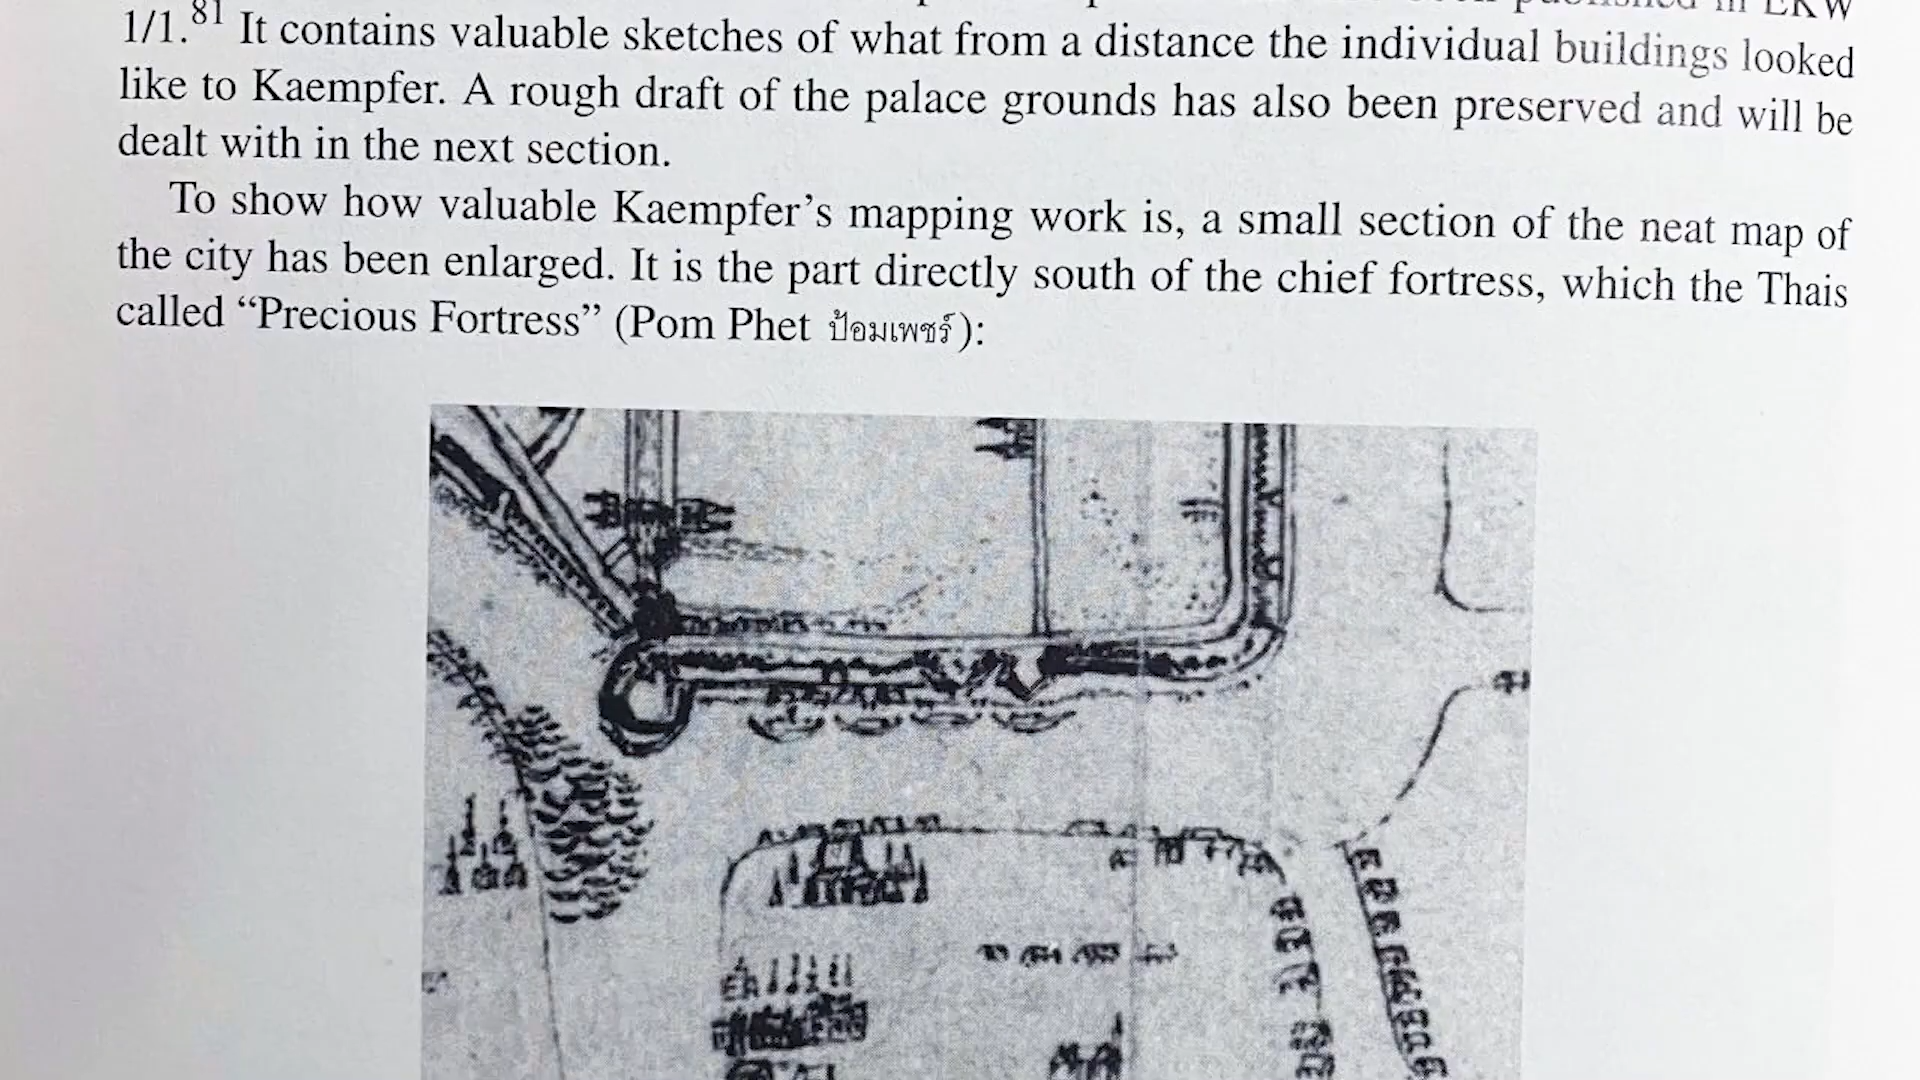 published in EKW
1/1.81 It contains valuable sketches of what from a distance the individual buildings looked
like to Kaempfer. A rough draft of the palace grounds has also been preserved and will be
dealt with in the next section.
To show how valuable Kaempfer’s mapping work is, a small section of the neat map of
the city has been enlarged. It is the part directly south of the chief fortress, which the Thais
called “Precious Fortress” (Pom Phet ป้อมเพชร์):